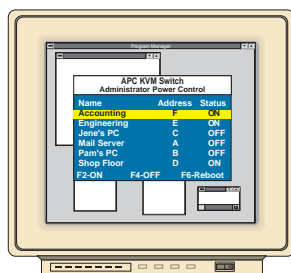 Program Manager
APC KVM Switch
Administrator Power Control
Name Address Status
Accounting F ON
Engineering E ON
Jene's PC C OFF
Mail Server A OFF
Pam's PC B OFF
Shop Floor D ON
F2-ON F4-OFF F6-Reboot